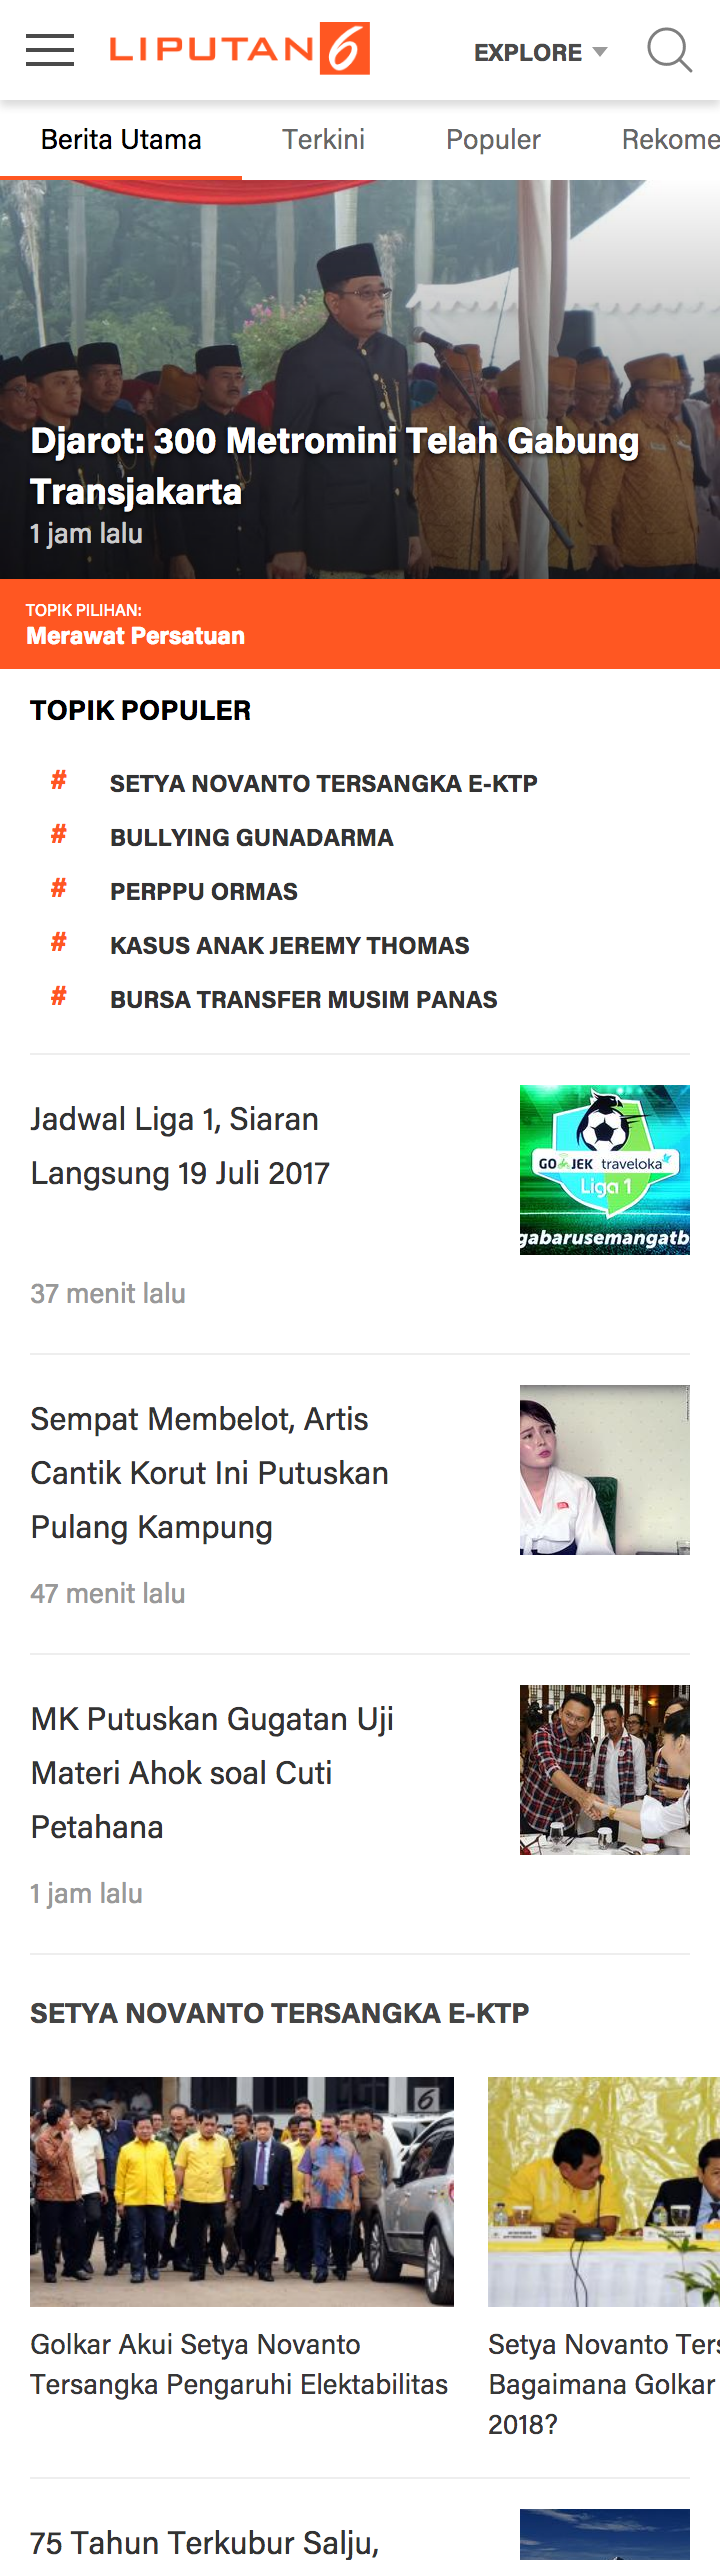 LIPUTAN6
EXPLORE
Berita Utama
Terkini
Populer
Rekome
Djarot: 300 Metromini Telah Gabung
Transjakarta
1 jam lalu
TOPIK PILIHAN:
Merawat Persatuan
TOPIK POPULER
# SETYA NOVANTO TERSANGKA E-KTP
# BULLYING GUNADARMA
# PERPPU ORMAS
# KASUS ANAK JEREMY THOMAS
# BURSA TRANSFER MUSIM PANAS
Jadwal Liga 1, Siaran
Langsung 19 Juli 2017
37 menit lalu
GOJEK traveloka
Liga 1
gabarusemangatb
Sempat Membelot, Artis
Cantik Korut Ini Putuskan
Pulang Kampung
47 menit lalu
MK Putuskan Gugatan Uji
Materi Ahok soal Cuti
Petahana
1 jam lalu
SETYA NOVANTO TERSANGKA E-KTP
6
Golkar Akui Setya Novanto
Tersangka Pengaruhi Elektabilitas
Setya Novanto Ters
Bagaimana Golkar
2018?
75 Tahun Terkubur Salju,